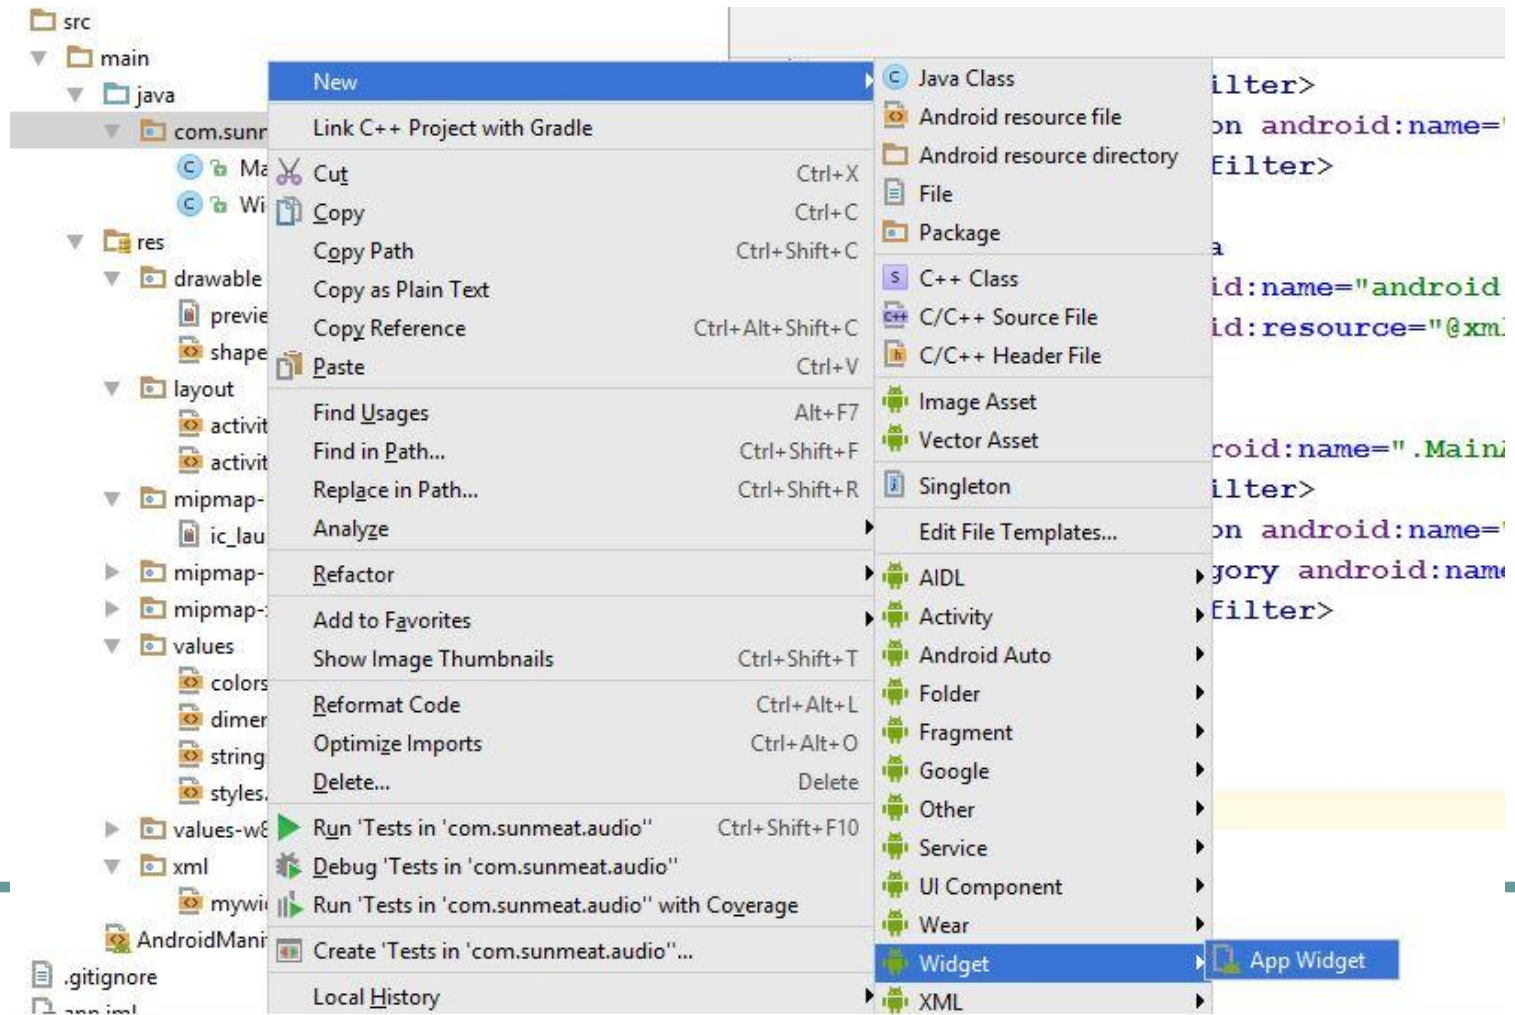 src
main
java
com.sunr
Ma
Wi
res
drawable
previe
shape
layout
activit
activit
mipmap-
ic_lau
mipmap-
mipmap-
values
colors
dimer
string
styles.
values-w8
xml
mywi
AndroidMani
.gitignore
app.iml
New
Link C++ Project with Gradle
Cut Ctrl+X
Copy Ctrl+C
Copy Path Ctrl+Shift+C
Copy as Plain Text
Copy Reference Ctrl+Alt+Shift+C
Paste Ctrl+V
Find Usages Alt+F7
Find in Path... Ctrl+Shift+F
Replace in Path... Ctrl+Shift+R
Analyze
Refactor
Add to Favorites
Show Image Thumbnails Ctrl+Shift+T
Reformat Code Ctrl+Alt+L
Optimize Imports Ctrl+Alt+O
Delete... Delete
Run 'Tests in 'com.sunmeat.audio'' Ctrl+Shift+F10
Debug 'Tests in 'com.sunmeat.audio''
Run 'Tests in 'com.sunmeat.audio'' with Coverage
Create 'Tests in 'com.sunmeat.audio''...
Local History
Java Class
Android resource file
Android resource directory
File
Package
C++ Class
C/C++ Source File
C/C++ Header File
Image Asset
Vector Asset
Singleton
Edit File Templates...
AIDL
Activity
Android Auto
Folder
Fragment
Google
Other
Service
UI Component
Wear
Widget
XML
App Widget
ilter>
on android:name="
filter>
a
id:name="android
id:resource="@xml
roid:name=".MainA
ilter>
on android:name="
gory android:name
filter>